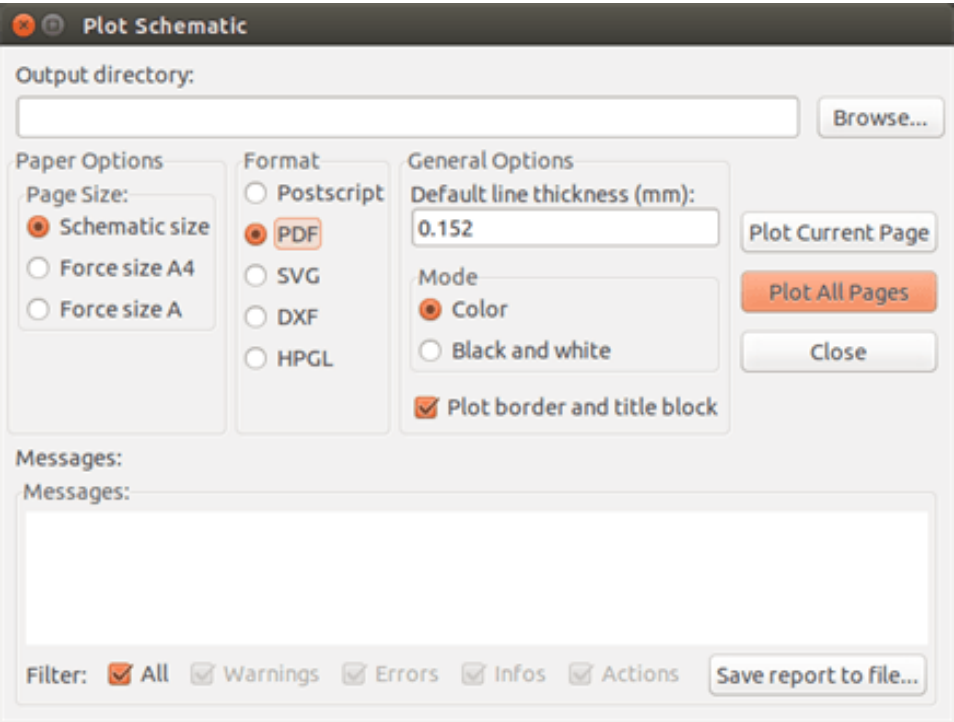 Plot Schematic
Output directory:
Browse...
Paper Options
Page Size:
Schematic size
Force size A4
Force size A
Format
Postscript
PDF
SVG
DXF
HPGL
General Options
Default line thickness (mm):
0.152
Mode
Color
Black and white
Plot border and title block
Plot Current Page
Plot All Pages
Close
Messages:
Messages:
Filter: All Warnings Errors Infos Actions Save report to file...